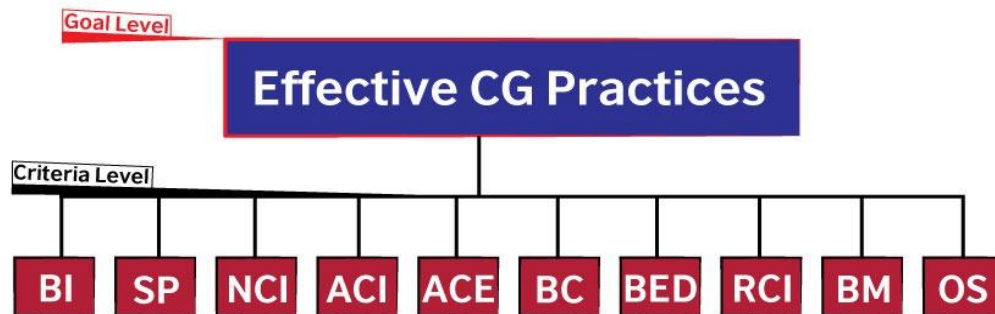 Goal Level
Effective CG Practices
Criteria Level
BI SP NCI ACI ACE BC BED RCI BM OS